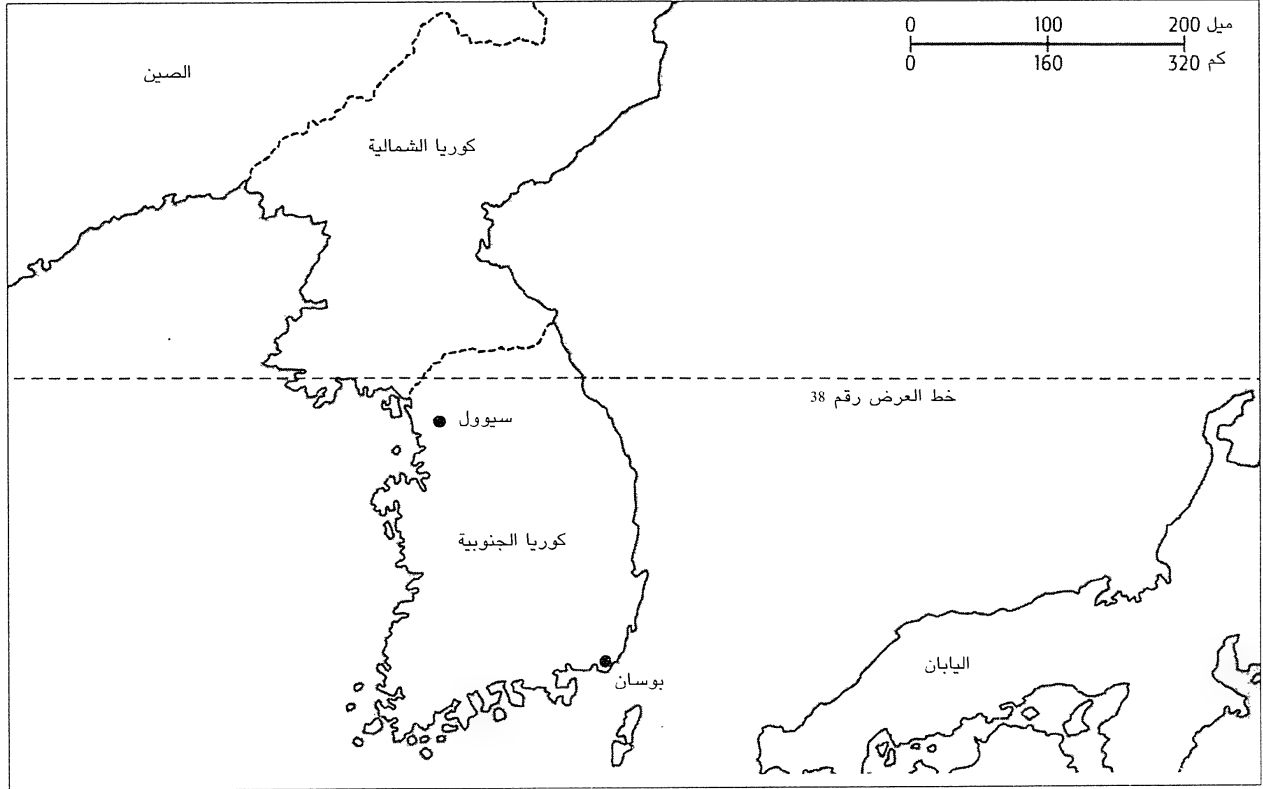 0 100 200 ميل
0 160 320 كم
الصين
كوريا الشمالية
خط العرض رقم 38
سيوول
كوريا الجنوبية
اليابان
بوسان